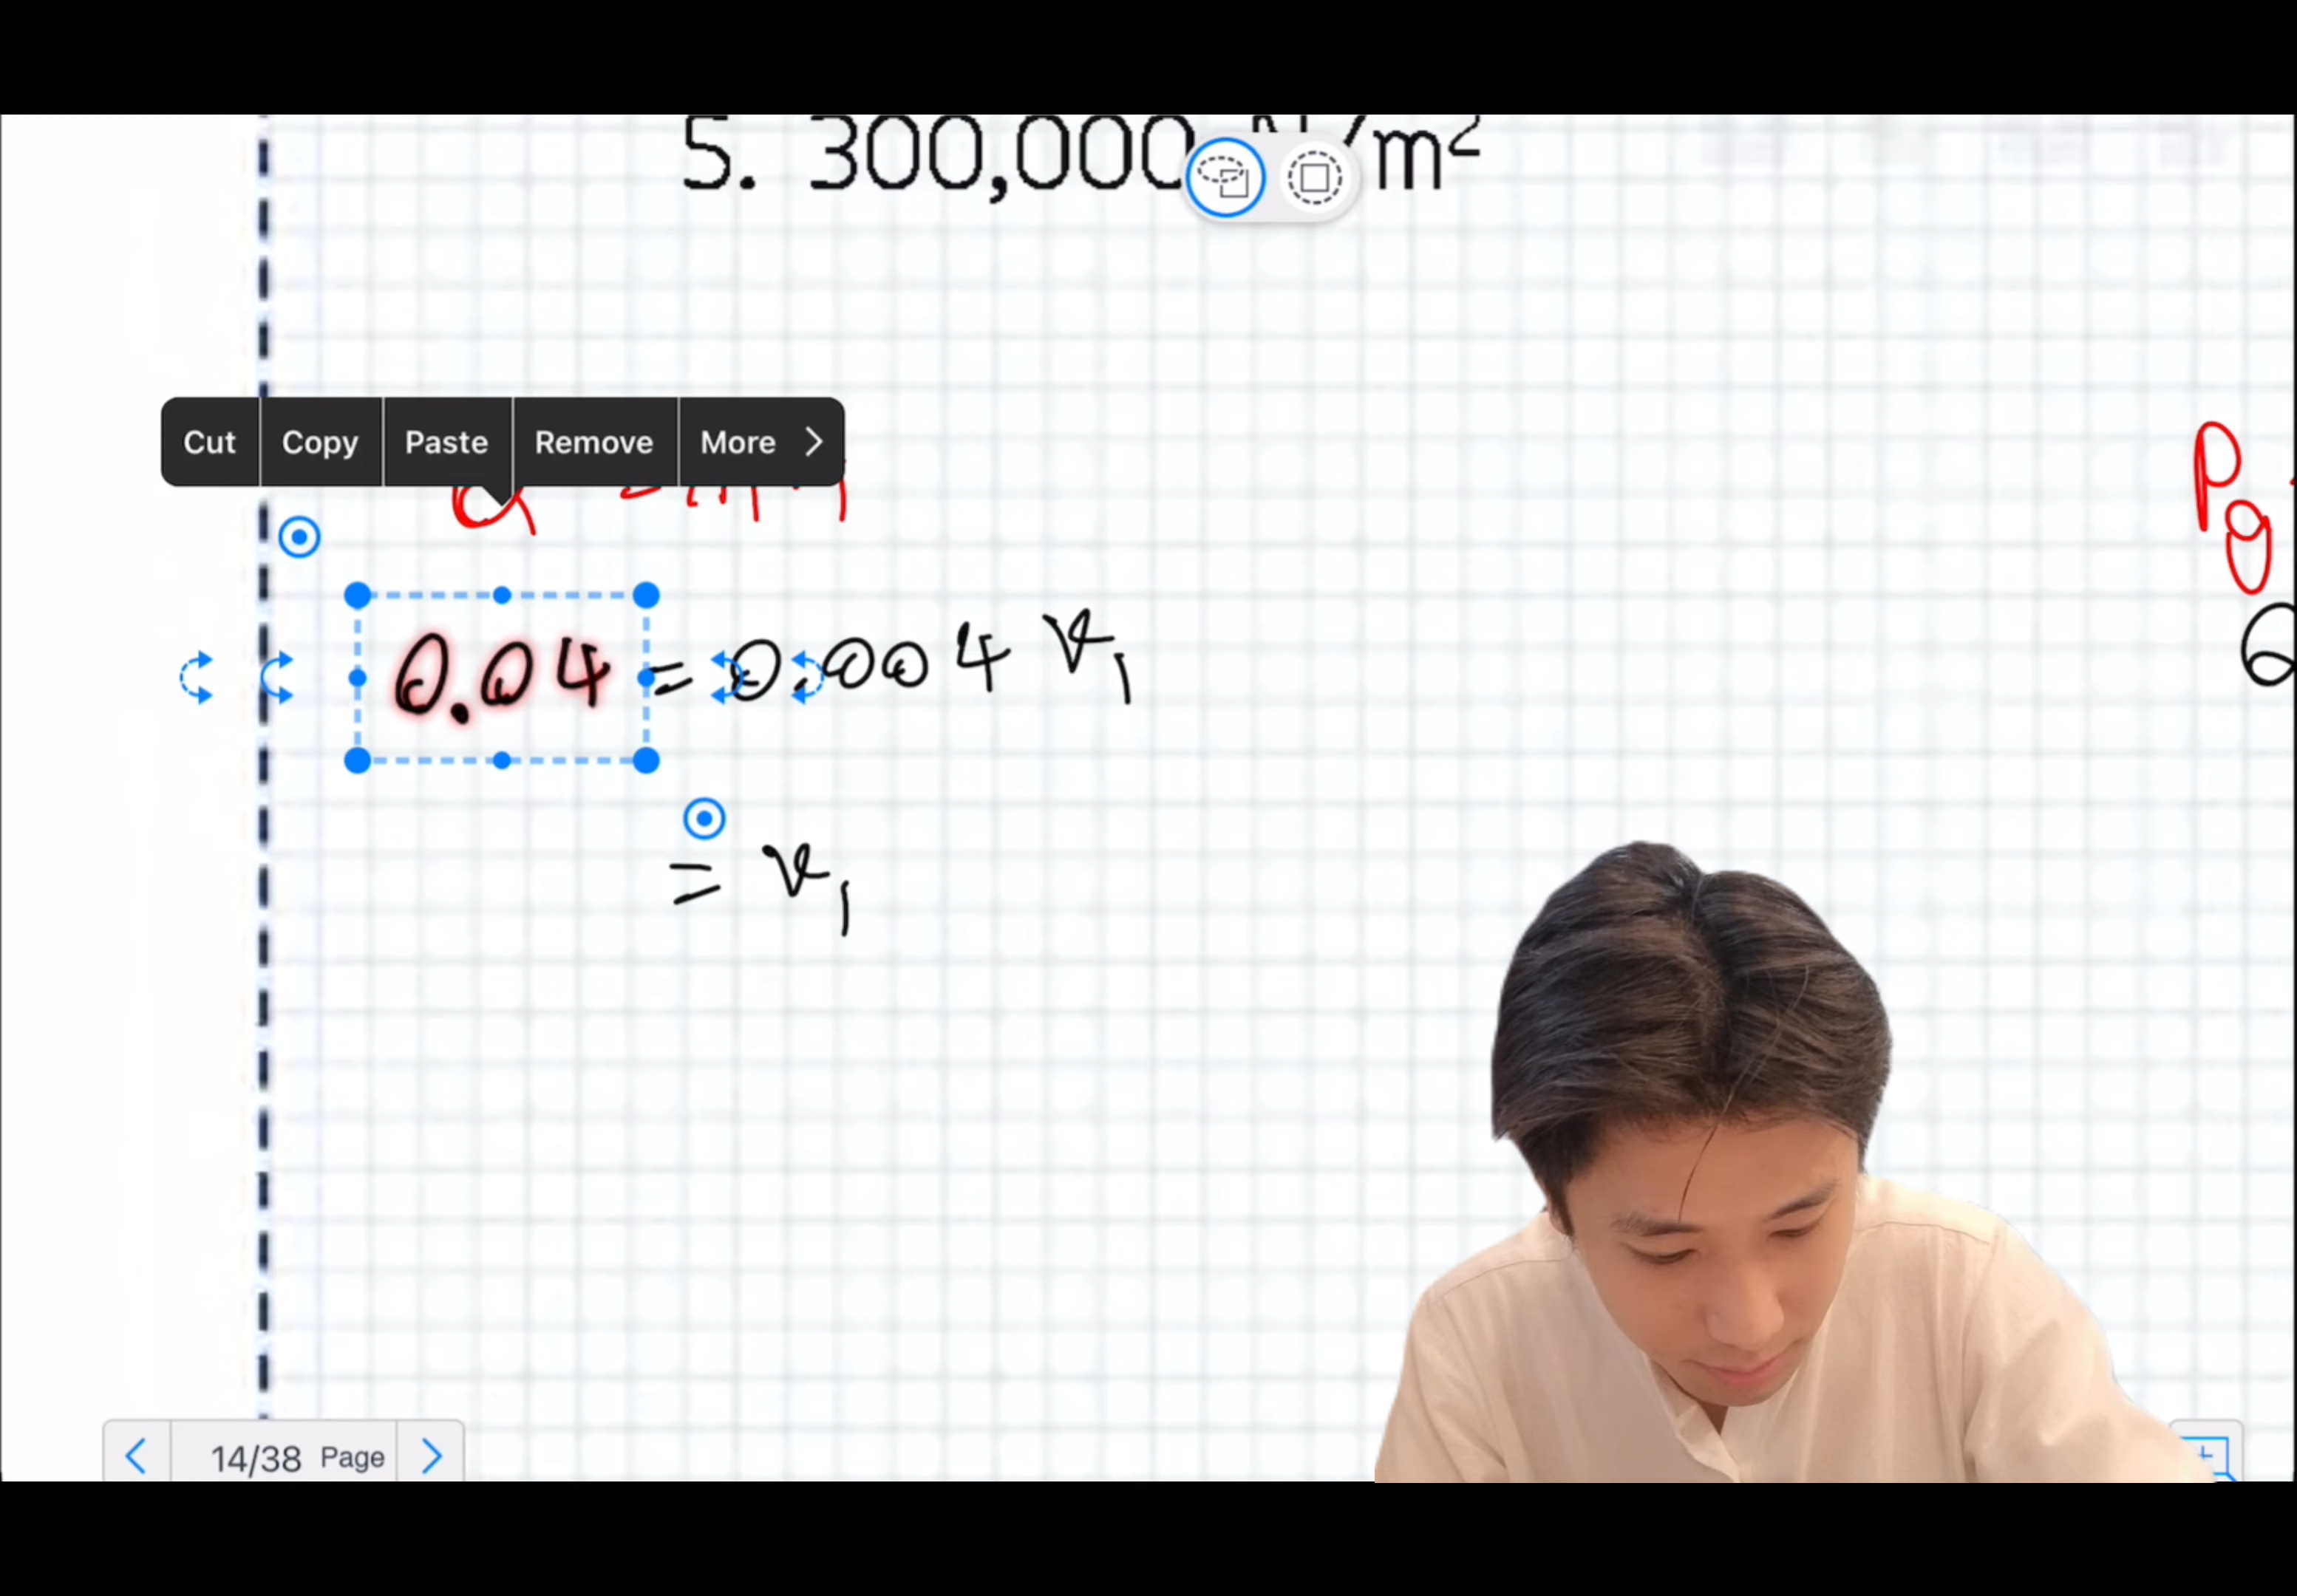 5. 300,000 N/m²
Cut Copy Paste Remove More
P
g
0.04 = 0.004 v₁
= v₁
14/38 Page